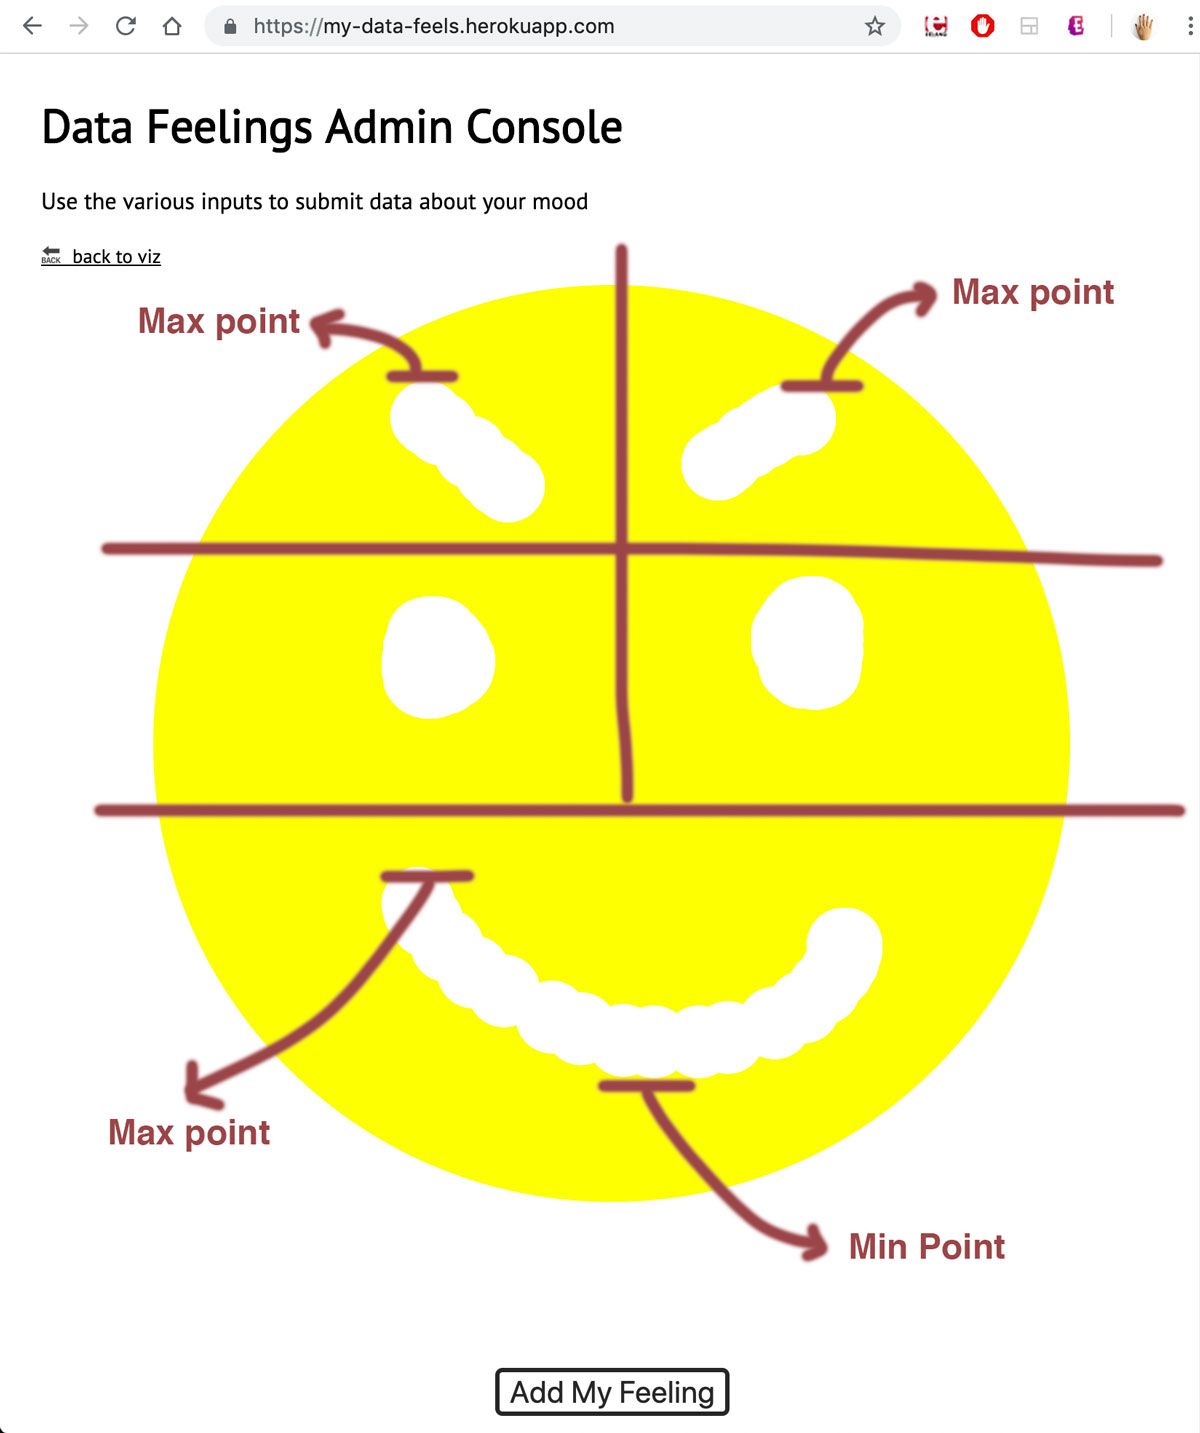 https://my-data-feels.herokuapp.com
Data Feelings Admin Console
Use the various inputs to submit data about your mood
BACK back to viz
Max point
Max point
Max point
Min Point
Add My Feeling